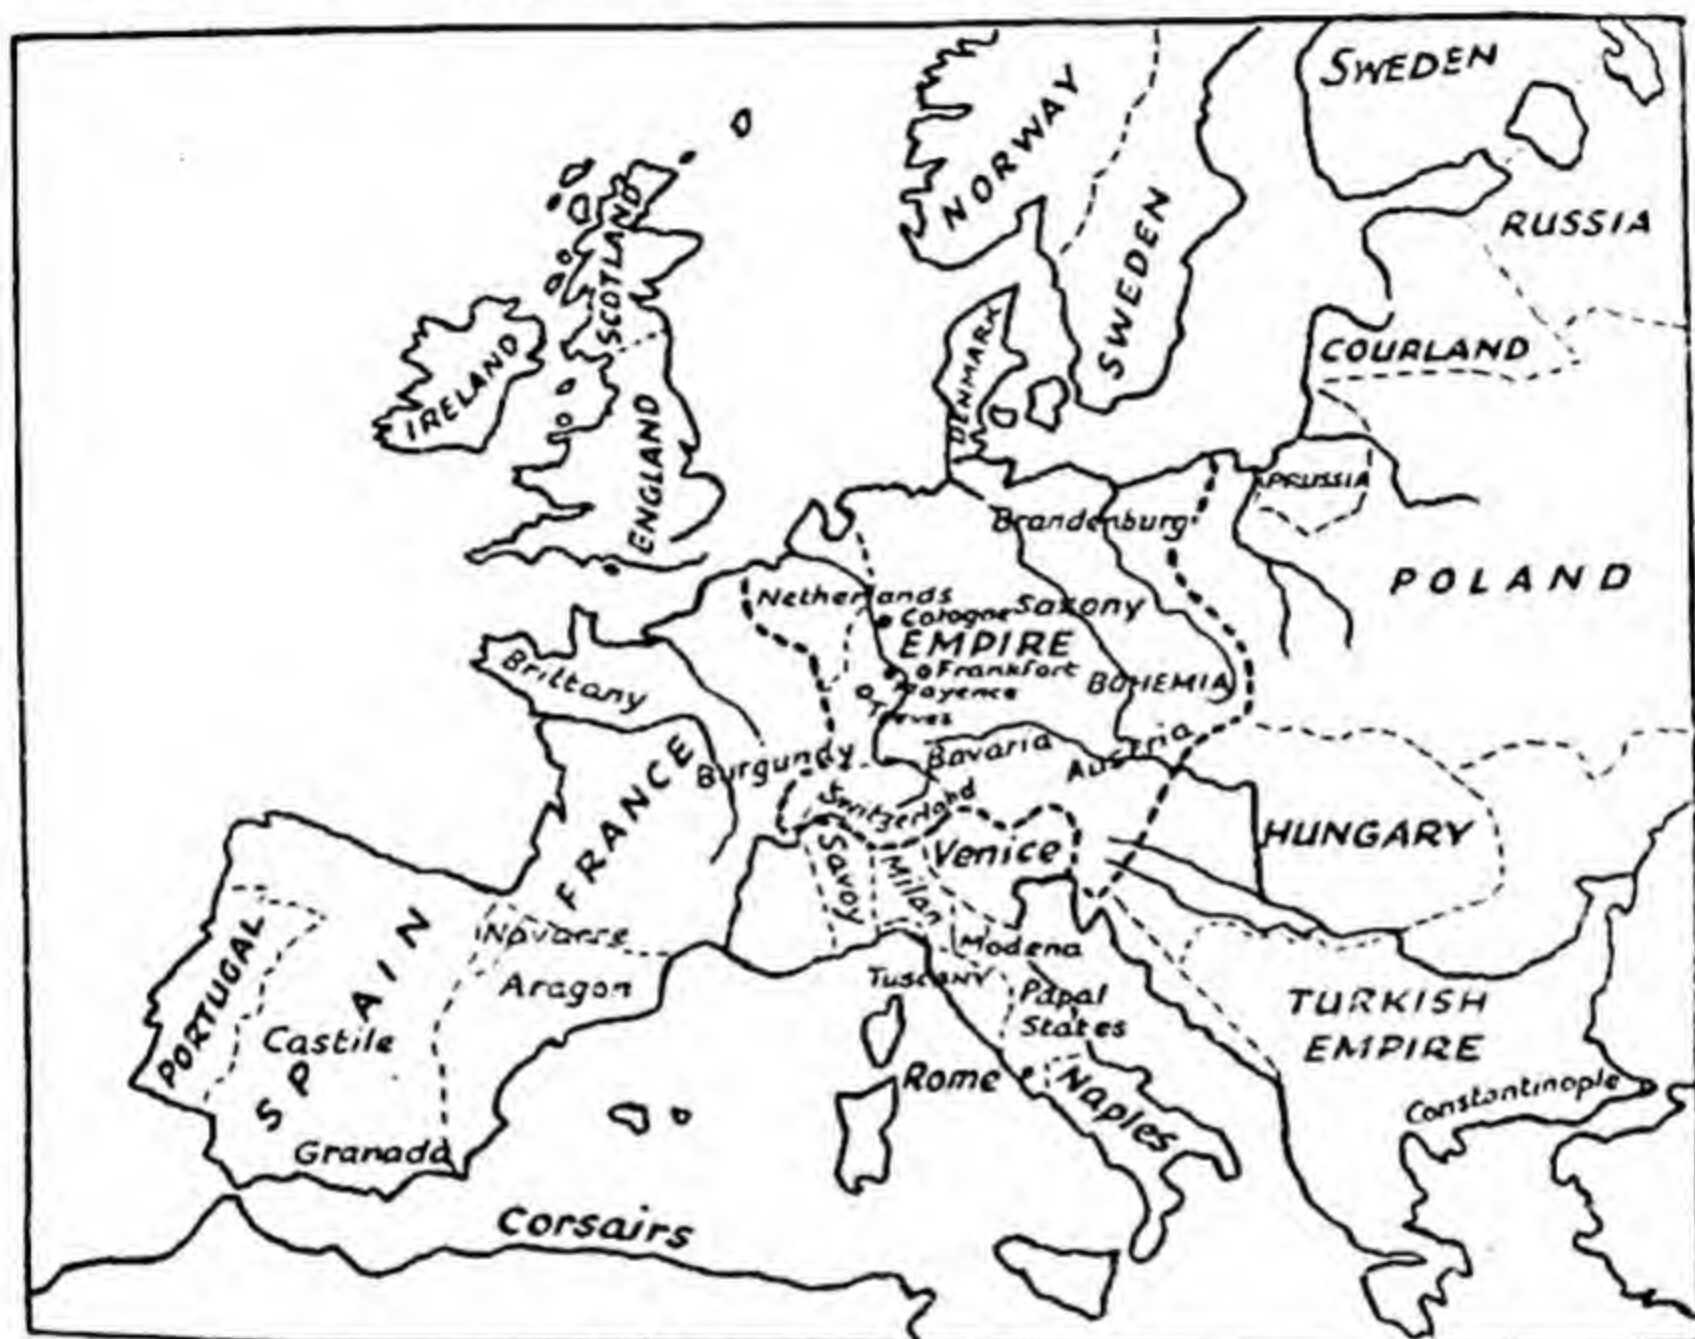 SWEDEN
NORWAY
SCOTLAND
SWEDEN
RUSSIA
IRELAND
DENMARK
COURLAND
ENGLAND
PRUSSIA
Brandenburg
POLAND
Netherlands
Saxony
Cologne
EMPIRE
Frankfort
Brittany
Mayence
BOHEMIA
Treves
FRANCE
Burgundy
Bavaria
Austria
Switzerland
HUNGARY
Savoy
Milan
Venice
PORTUGAL
SPAIN
Navarre
Modena
Aragon
TUSCANY
Papal
States
TURKISH
EMPIRE
Castile
Rome
Naples
Constantinople
Granada
Corsairs